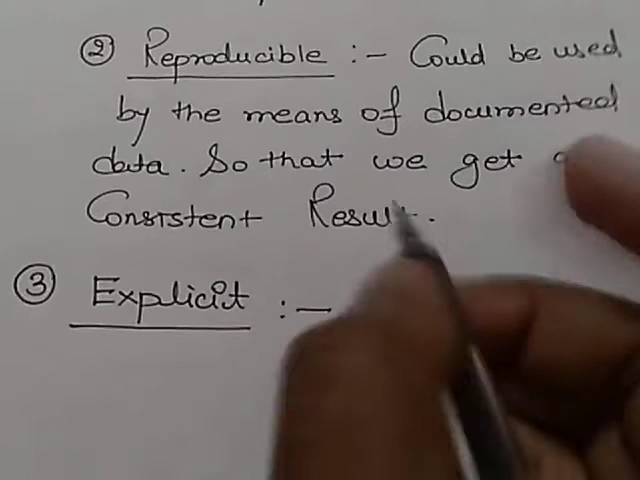 ② Reproducible :- Could be used
by the means of documented
data. So that we get
Consistent
③ Explicit :-